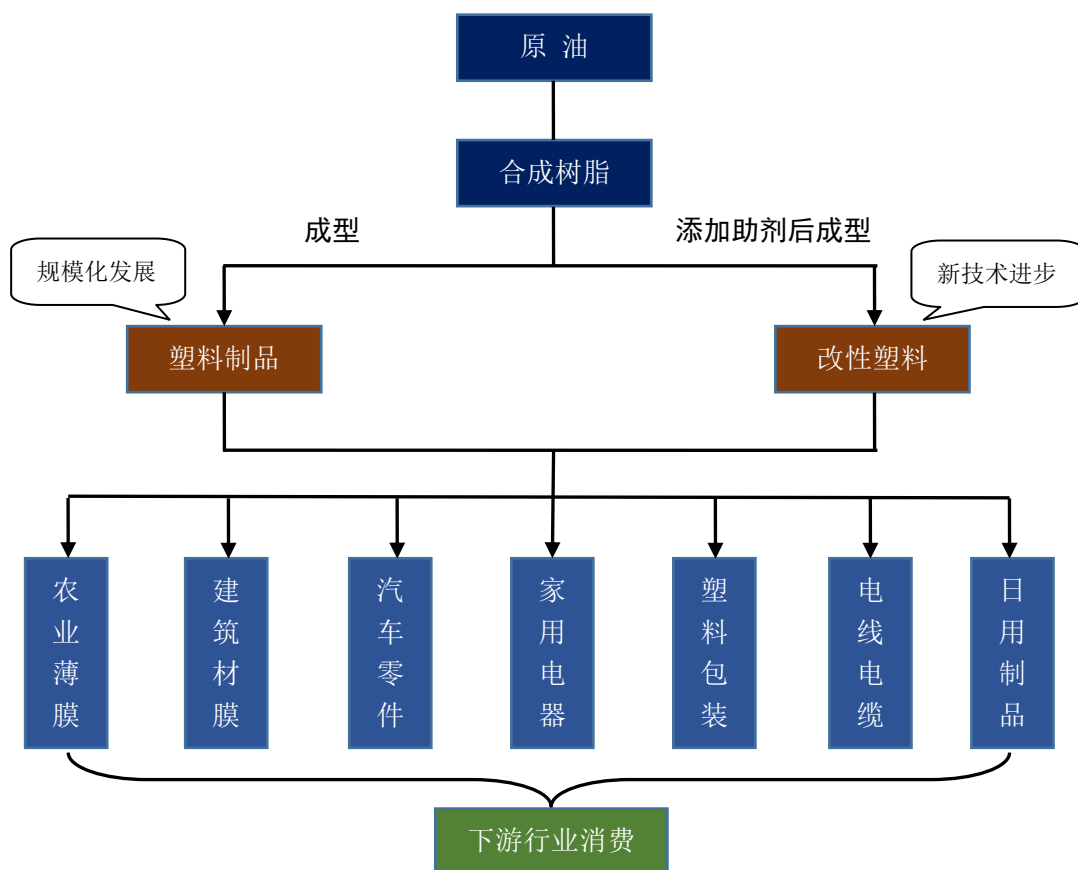 原 油
合成树脂
成型
添加助剂后成型
规模化发展
新技术进步
塑料制品
改性塑料
农业薄膜
建筑材膜
汽车零件
家用电器
塑料包装
电线电缆
日用制品
下游行业消费